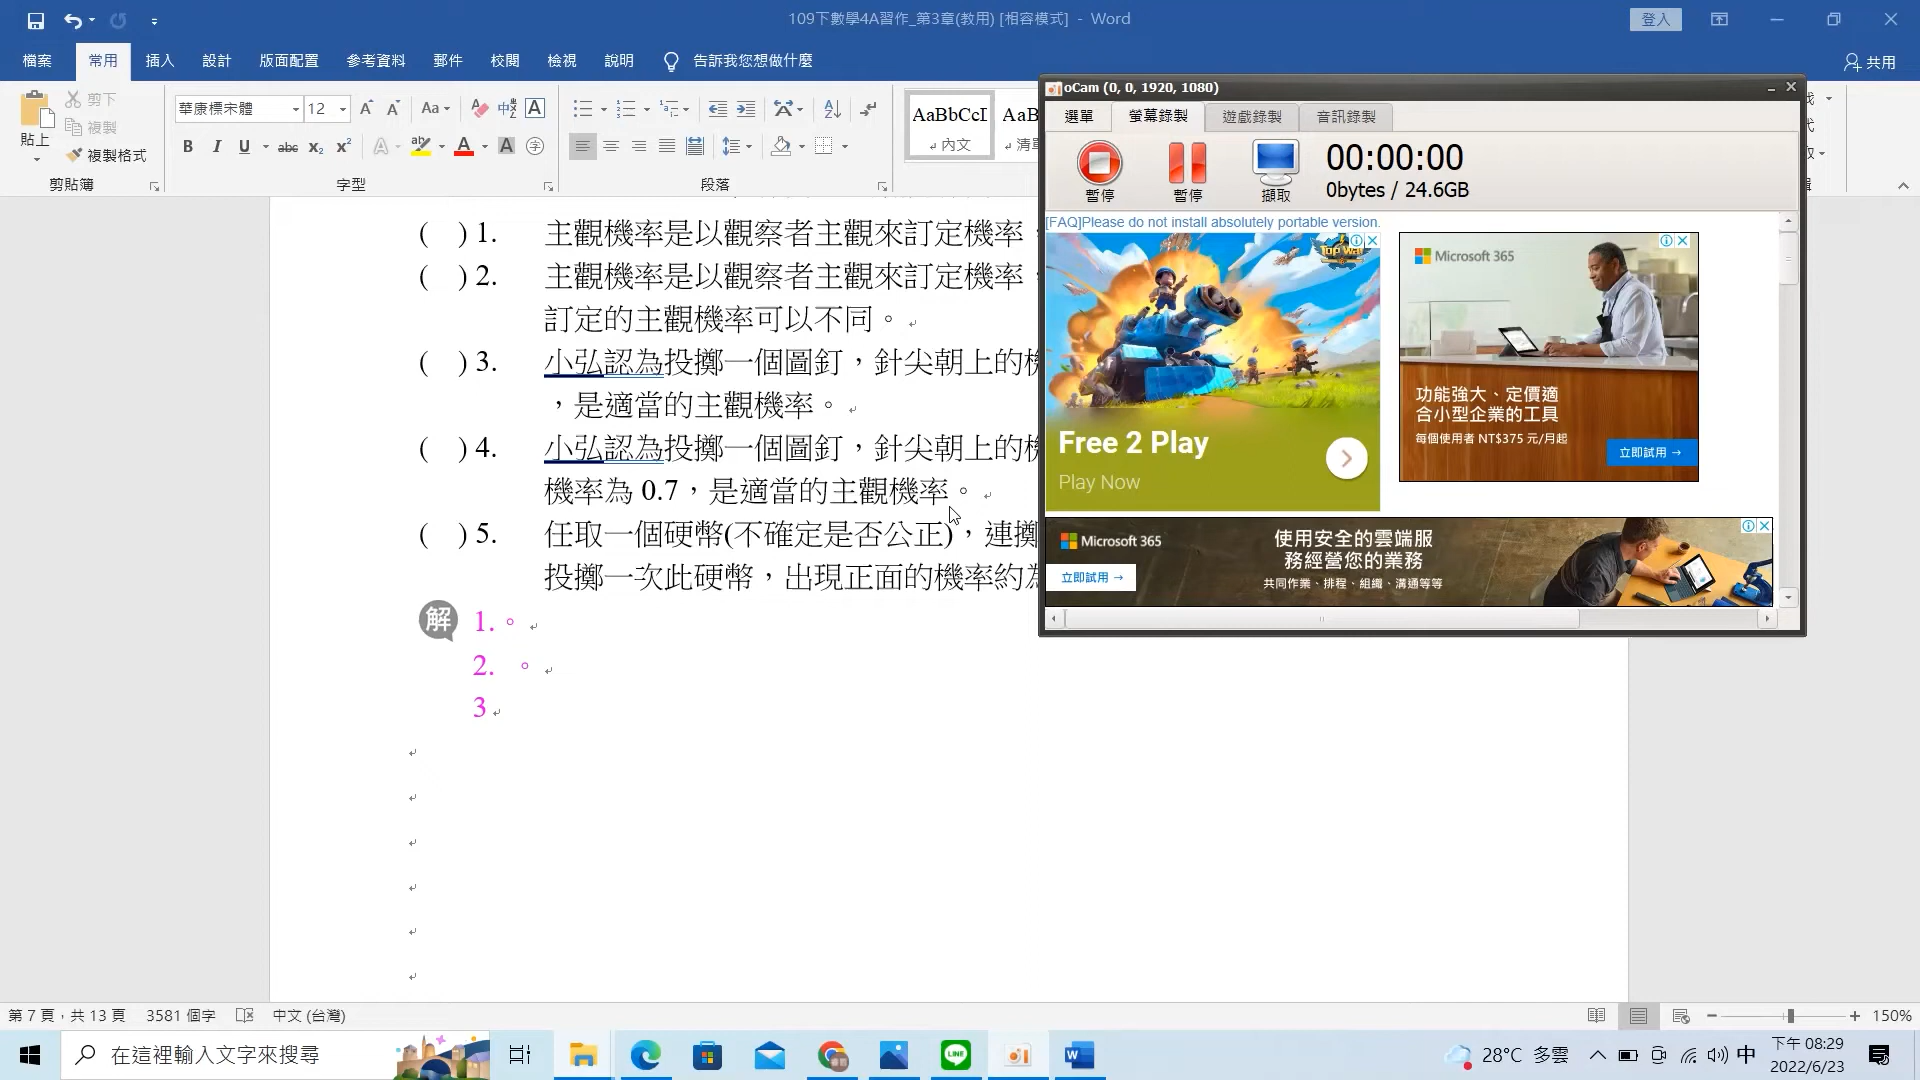 109下數學4A習作_第3章(教用) [相容模式] - Word
登入
檔案 常用 插入 設計 版面配置 參考資料 郵件 校閱 檢視 說明 告訴我您想做什麼
共用
貼上
剪下
複製
複製格式
剪貼簿
華康標宋體 12
字型
段落
AaBbCcI
內文
AaB
oCam (0, 0, 1920, 1080)
選單 螢幕錄製 遊戲錄製 音訊錄製
暫停 暫停 擷取
00:00:00
0bytes / 24.6GB
[FAQ]Please do not install absolutely portable version.
Free 2 Play
Play Now
Microsoft 365
功能強大、定價適
合小型企業的工具
每個使用者 NT$375 元/月起
立即試用 →
Microsoft 365
立即試用 →
使用安全的雲端服
務經營您的業務
共同作業、排程、組織、溝通等等
( ) 1. 主觀機率是以觀察者主觀來訂定機率
( ) 2. 主觀機率是以觀察者主觀來訂定機率
訂定的主觀機率可以不同。
( ) 3. 小弘認為投擲一個圖釘，針尖朝上的機
，是適當的主觀機率。
( ) 4. 小弘認為投擲一個圖釘，針尖朝上的機
機率為 0.7，是適當的主觀機率。
( ) 5. 任取一個硬幣(不確定是否公正)，連擲
投擲一次此硬幣，出現正面的機率約為
解 1.。
2. 。
3
第 7 頁，共 13 頁 3581 個字 中文 (台灣)
150%
在這裡輸入文字來搜尋
28°C 多雲
中
下午 08:29
2022/6/23